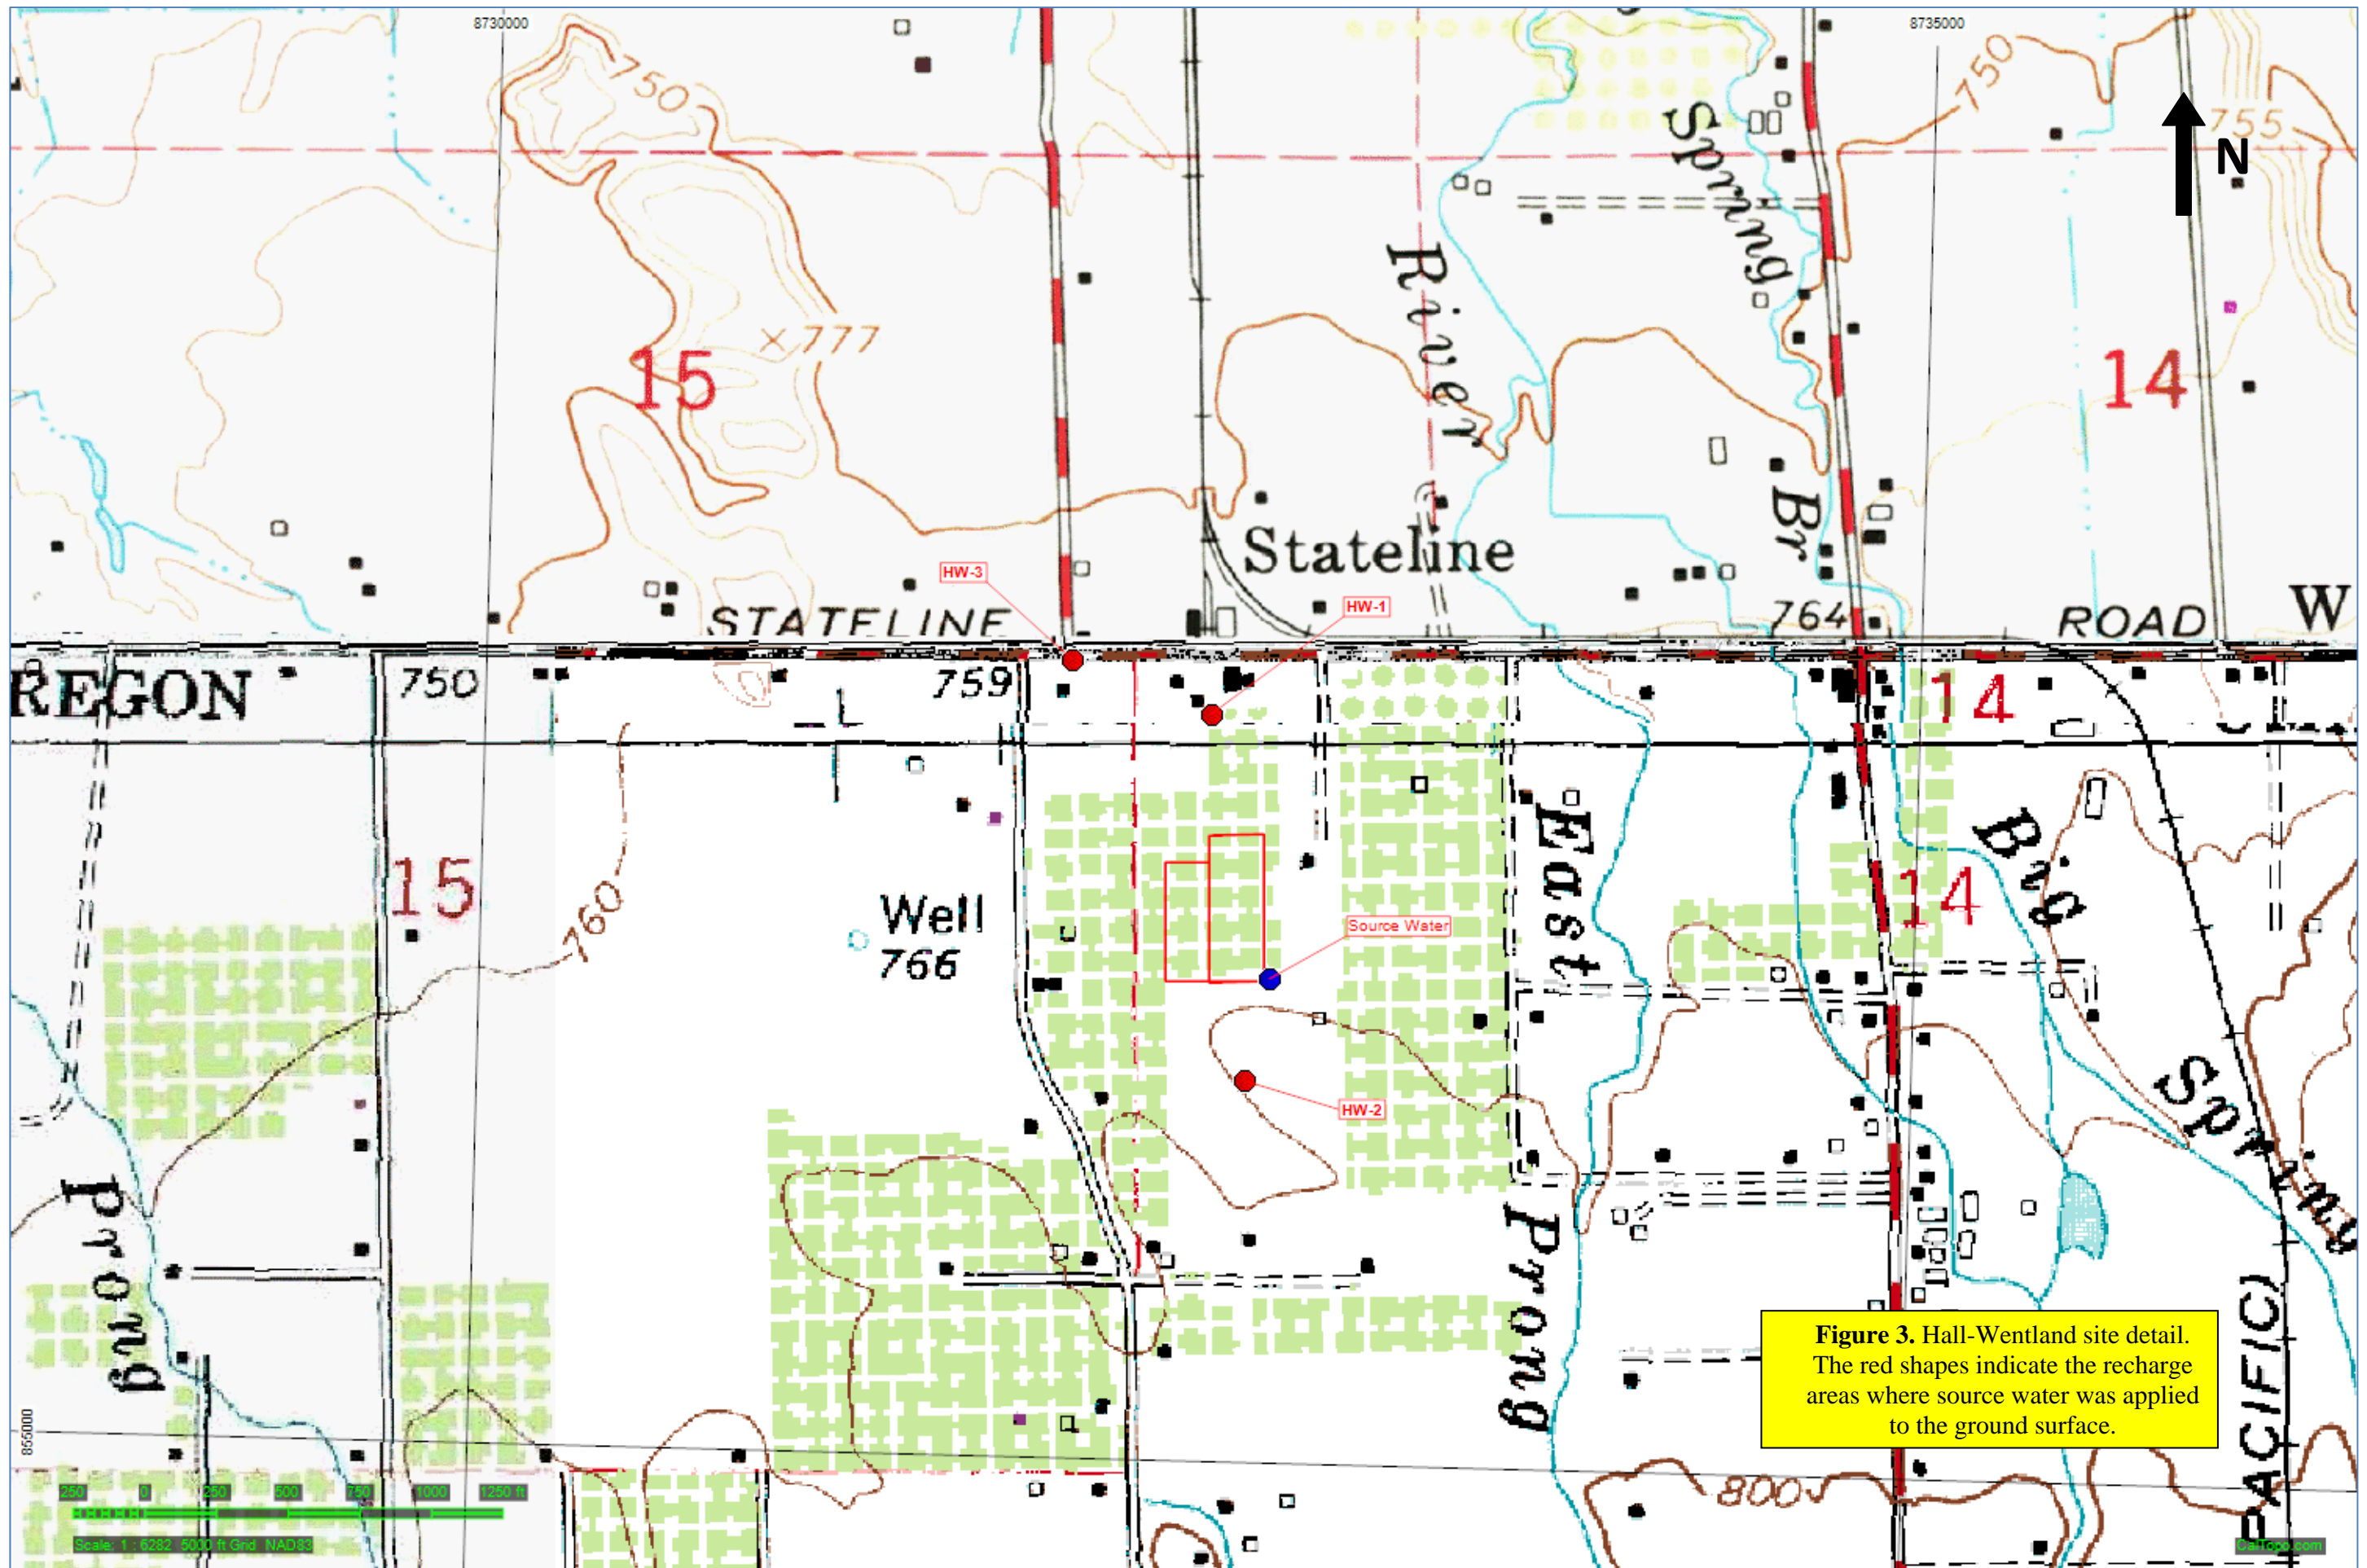 8730000
8735000
750
750
755
N
Spring
River
× 777
15
14
Stateline
Br
HW-3
HW-1
STATELINE
764
ROAD
W
REGON
750
759
14
15
760
Well
766
Source Water
East
Big
14
HW-2
Spring
Prong
Prong
PACIFIC)
855000
800
Figure 3. Hall-Wentland site detail.
The red shapes indicate the recharge
areas where source water was applied
to the ground surface.
250 0 250 500 750 1000 1250 ft
Scale: 1 : 6282 5000 ft Grid NAD83
CalTopo.com